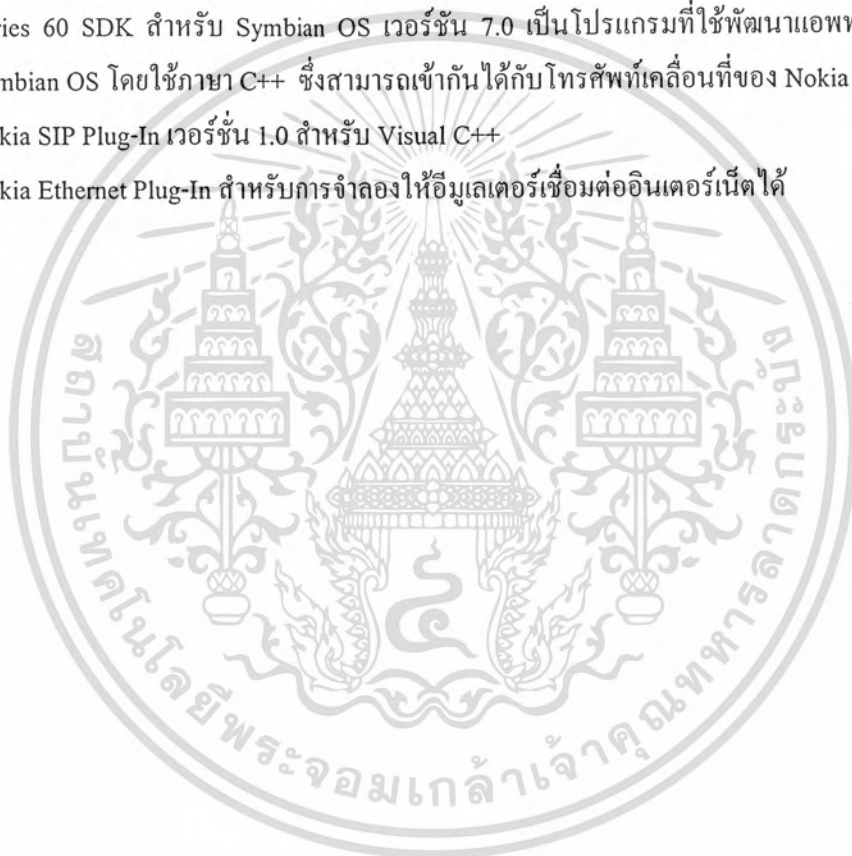 ries 60 SDK สำหรับ Symbian OS เวอร์ชัน 7.0 เป็นโปรแกรมที่ใช้พัฒนาแอพพ
mbian OS โดยใช้ภาษา C++ ซึ่งสามารถเข้ากันได้กับโทรศัพท์เคลื่อนที่ของ Nokia
kia SIP Plug-In เวอร์ชั่น 1.0 สำหรับ Visual C++
kia Ethernet Plug-In สำหรับการจำลองให้อีมูเลเตอร์เชื่อมต่ออินเตอร์เน็ตได้
สถาบันเทคโนโลยีพระจอมเกล้าเจ้าคุณทหารลาดกระบัง